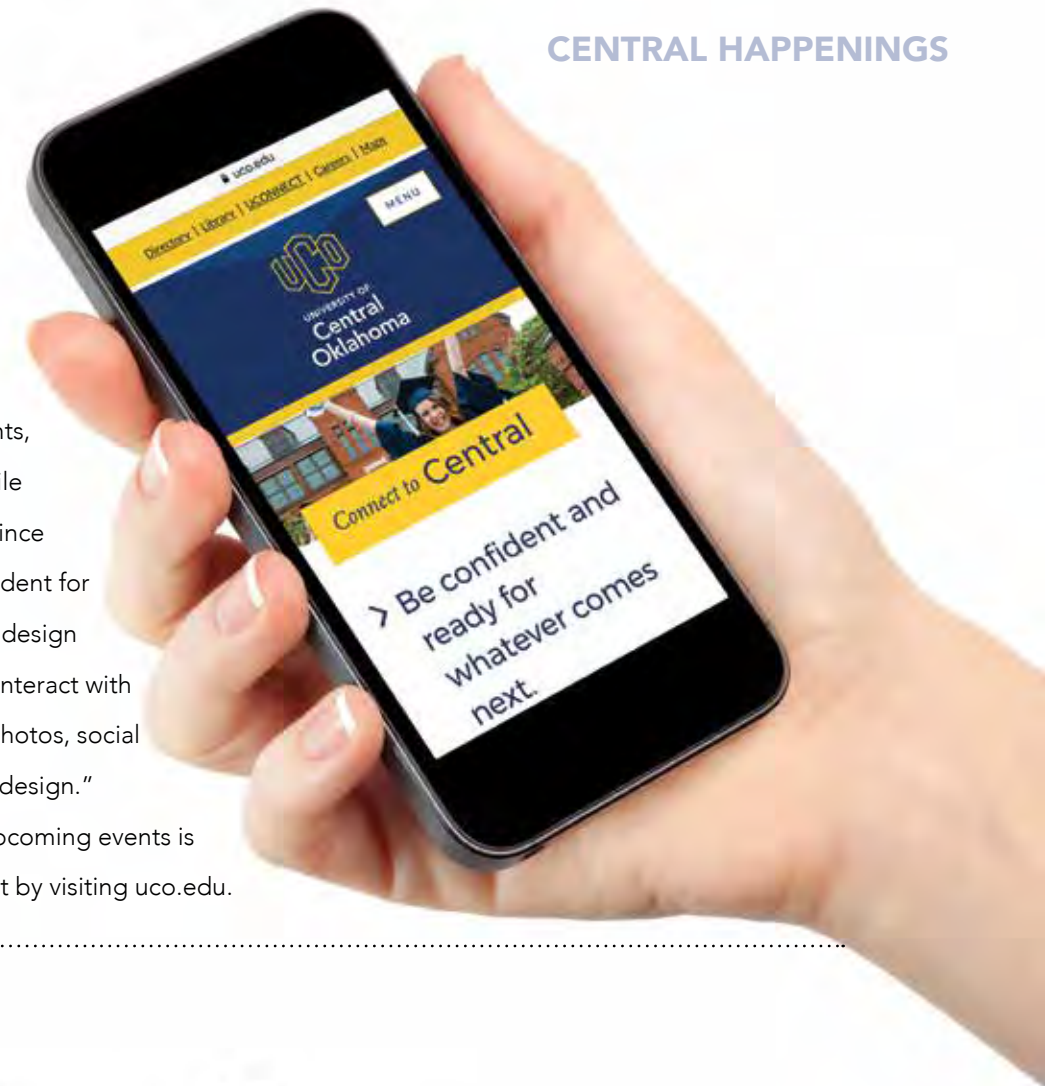 CENTRAL HAPPENINGS
uco.edu
Directory | Library | UCONNECT | Careers | Maps
MENU
UCO
UNIVERSITY OF
Central
Oklahoma
Connect to Central
> Be confident and
ready for
whatever comes
next.
nts,
ile
ince
dent for
design
nteract with
hotos, social
design."
pcoming events is
t by visiting uco.edu.